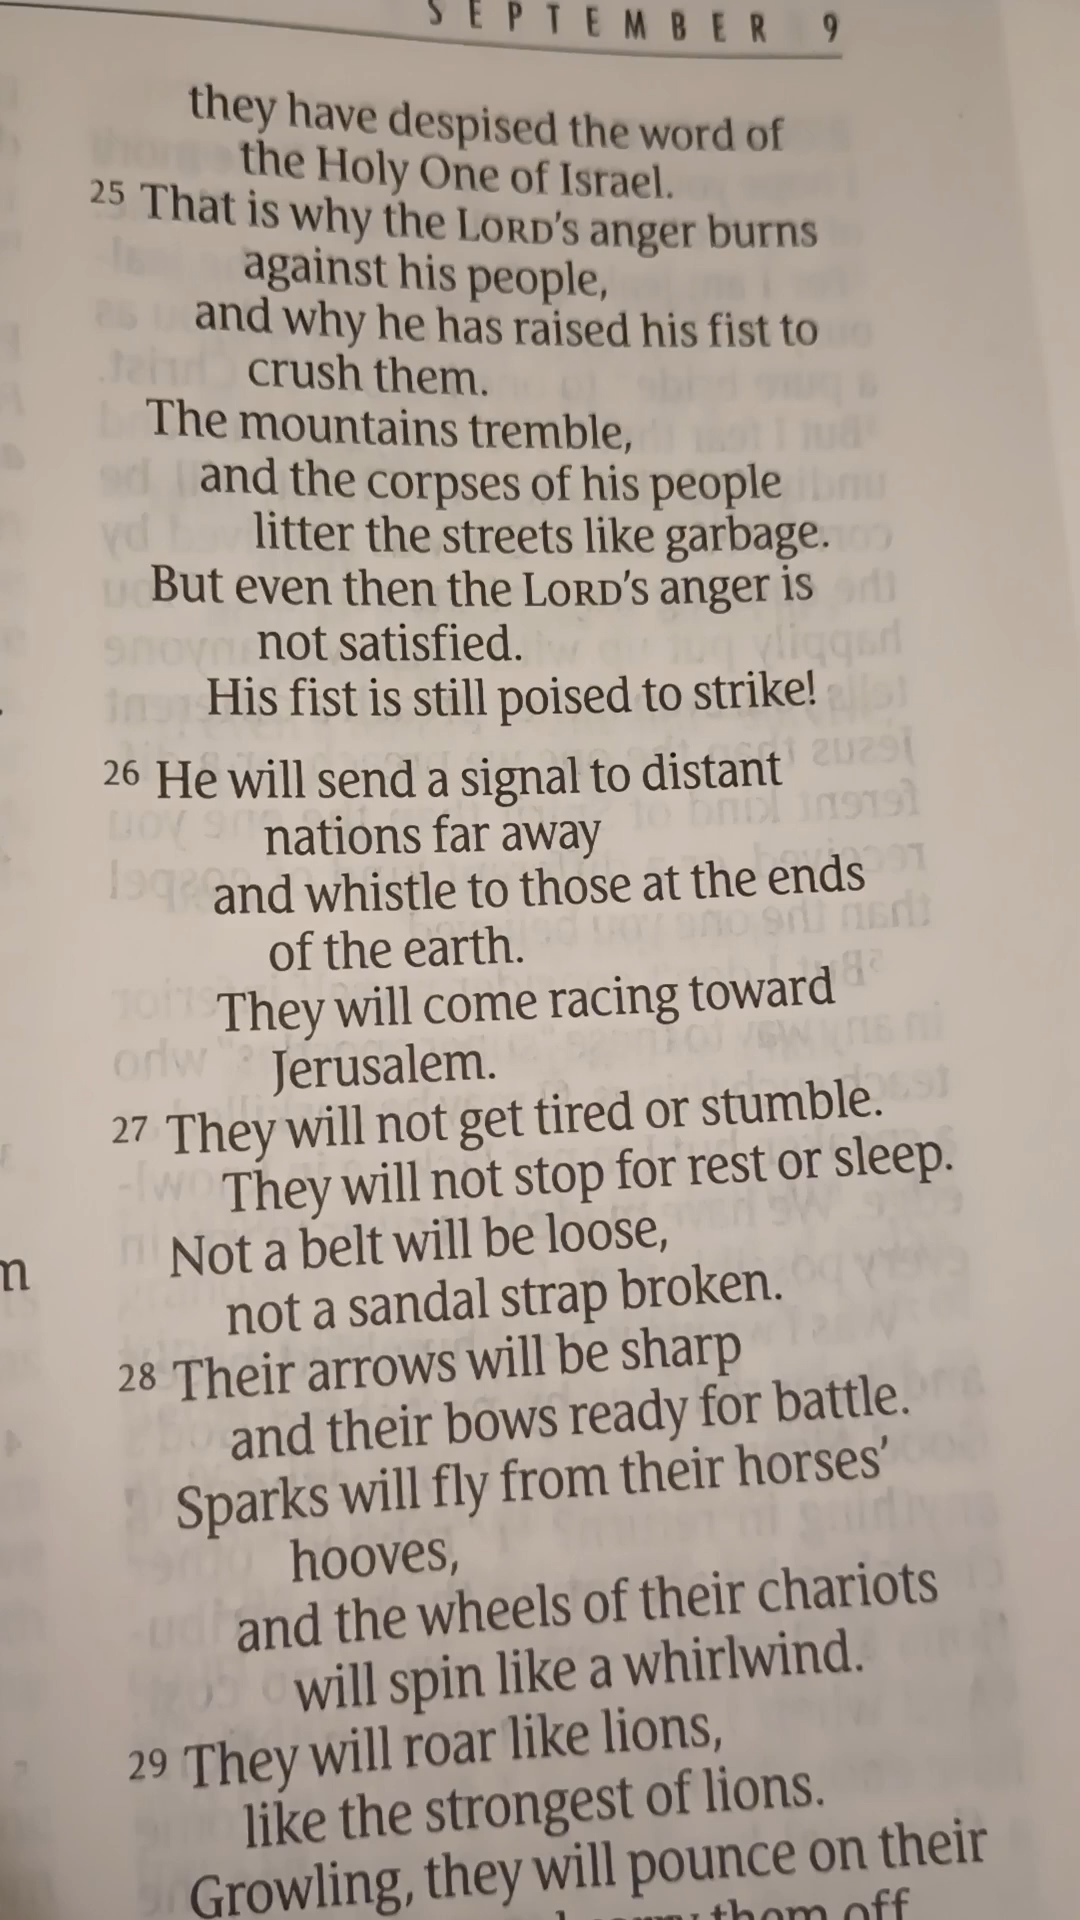 SEPTEMBER 9
they have despised the word of
the Holy One of Israel.
25 That is why the LORD's anger burns
against his people,
and why he has raised his fist to
crush them.
The mountains tremble,
and the corpses of his people
litter the streets like garbage.
But even then the LORD's anger is
not satisfied.
His fist is still poised to strike!
26 He will send a signal to distant
nations far away
and whistle to those at the ends
of the earth.
They will come racing toward
Jerusalem.
27 They will not get tired or stumble.
They will not stop for rest or sleep.
Not a belt will be loose,
not a sandal strap broken.
28 Their arrows will be sharp
and their bows ready for battle.
Sparks will fly from their horses'
hooves,
and the wheels of their chariots
will spin like a whirlwind.
29 They will roar like lions,
like the strongest of lions.
Growling, they will pounce on their
them off